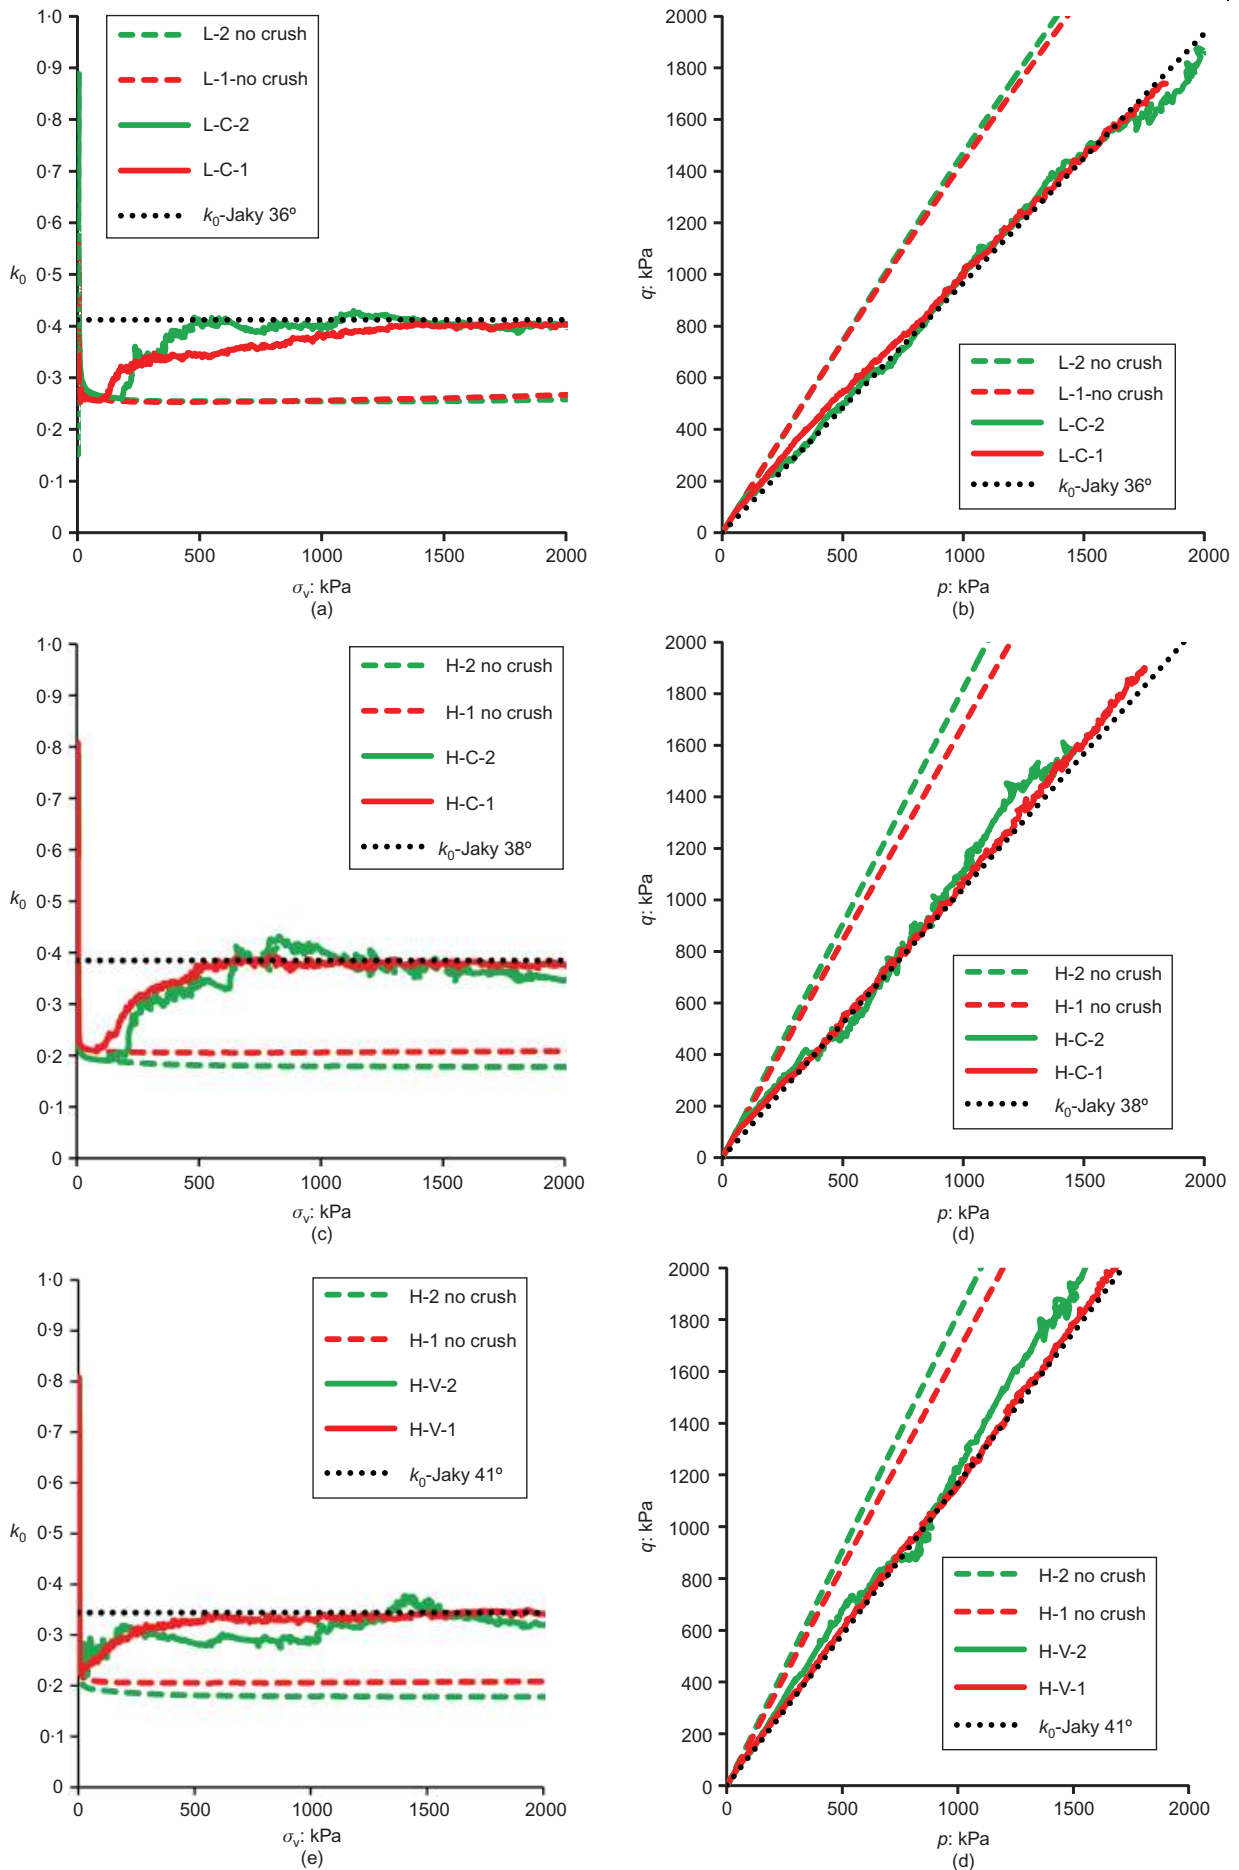 1·0
0·9
0·8
0·7
0·6
0·5
0·4
0·3
0·2
0·1
0
k0
L-2 no crush
L-1-no crush
L-C-2
L-C-1
k0-Jaky 36º
0 500 1000 1500 2000
σv: kPa
(a)
2000
1800
1600
1400
1200
1000
800
600
400
200
0
q: kPa
L-2 no crush
L-1-no crush
L-C-2
L-C-1
k0-Jaky 36º
0 500 1000 1500 2000
p: kPa
(b)
1·0
0·9
0·8
0·7
0·6
0·5
0·4
0·3
0·2
0·1
0
k0
H-2 no crush
H-1 no crush
H-C-2
H-C-1
k0-Jaky 38º
0 500 1000 1500 2000
σv: kPa
(c)
2000
1800
1600
1400
1200
1000
800
600
400
200
0
q: kPa
H-2 no crush
H-1 no crush
H-C-2
H-C-1
k0-Jaky 38º
0 500 1000 1500 2000
p: kPa
(d)
1·0
0·9
0·8
0·7
0·6
0·5
0·4
0·3
0·2
0·1
0
k0
H-2 no crush
H-1 no crush
H-V-2
H-V-1
k0-Jaky 41º
0 500 1000 1500 2000
σv: kPa
(e)
2000
1800
1600
1400
1200
1000
800
600
400
200
0
q: kPa
H-2 no crush
H-1 no crush
H-V-2
H-V-1
k0-Jaky 41º
0 500 1000 1500 2000
p: kPa
(d)